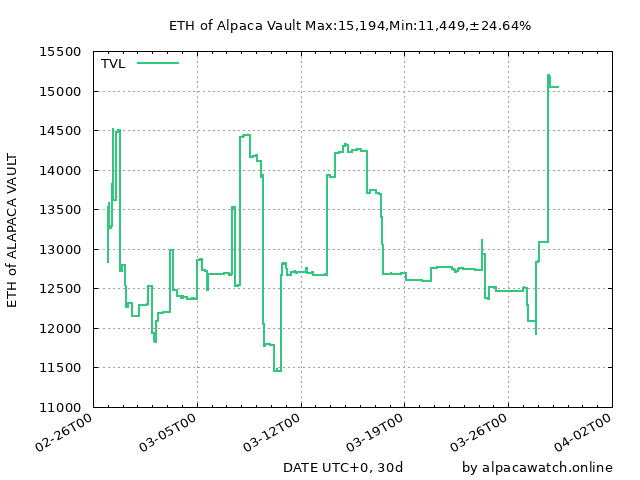 ETH of Alpaca Vault Max:15,194,Min:11,449,±24.64%
TVL
15500
15000
14500
14000
13500
13000
12500
12000
11500
11000
ETH of ALAPACA VAULT
02-26T00
03-05T00
03-12T00
03-19T00
03-26T00
04-02T00
DATE UTC+0, 30d
by alpacawatch.online